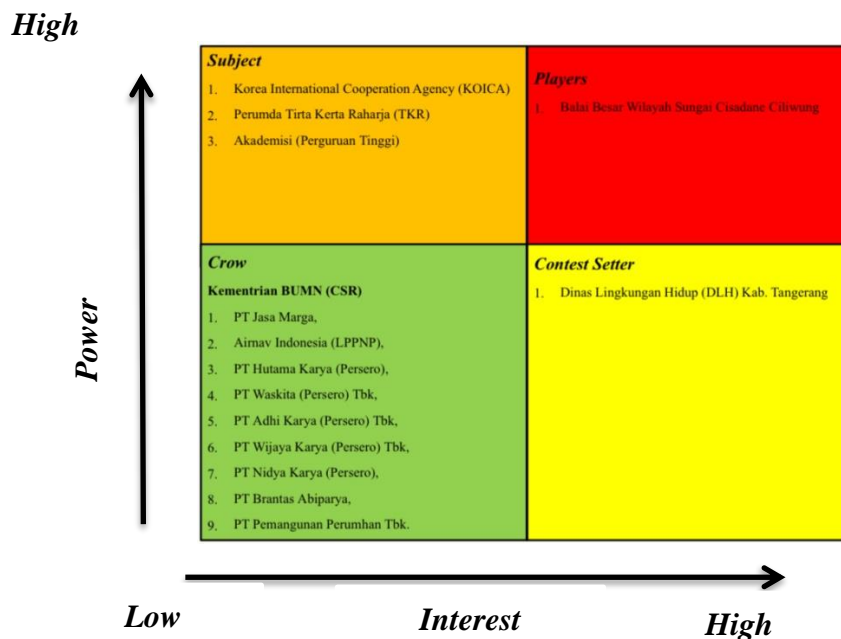 High
Subject
1. Korea International Cooperation Agency (KOICA)
2. Perumda Tirta Kerta Raharja (TKR)
3. Akademisi (Perguruan Tinggi)
Players
1. Balai Besar Wilayah Sungai Cisadane Ciliwung
Power
Crow
Kementrian BUMN (CSR)
1. PT Jasa Marga,
2. Airnav Indonesia (LPPNP),
3. PT Hutama Karya (Persero),
4. PT Waskita (Persero) Tbk,
5. PT Adhi Karya (Persero) Tbk,
6. PT Wijaya Karya (Persero) Tbk,
7. PT Nidya Karya (Persero),
8. PT Brantas Abiparya,
9. PT Pemangunan Perumhan Tbk.
Contest Setter
1. Dinas Lingkungan Hidup (DLH) Kab. Tangerang
Low
Interest
High